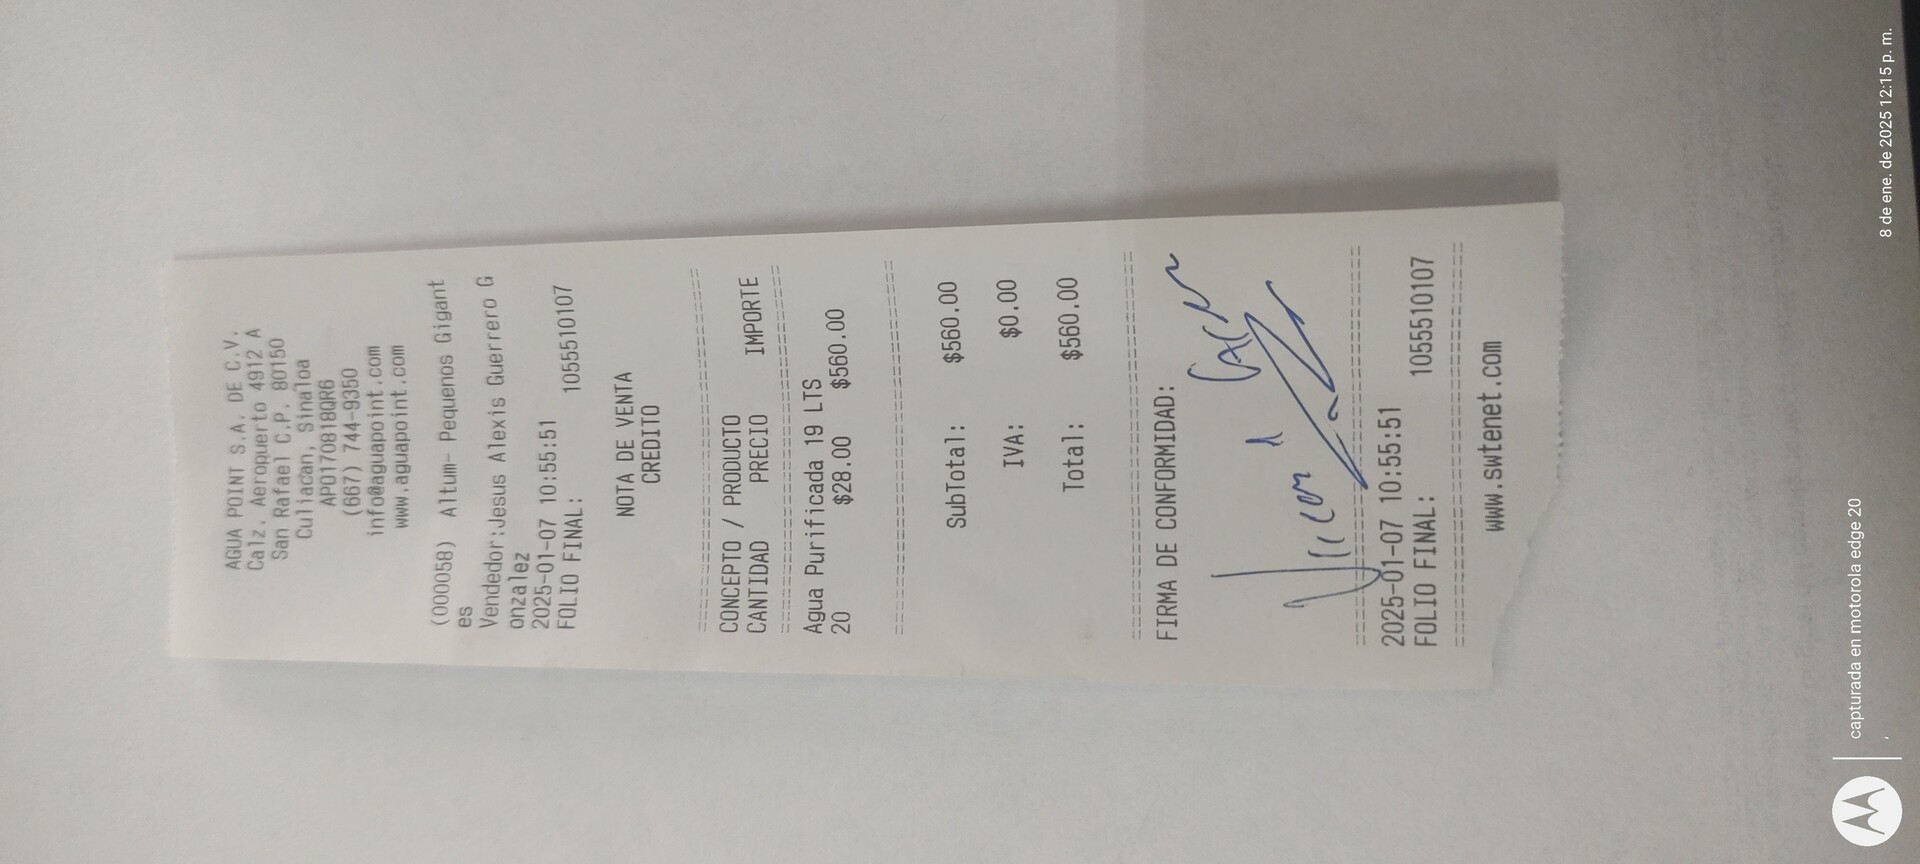 AGUA POINT S.A. DE C.V.
Calz. Aeropuerto 4912 A
San Rafael C.P. 80150
Culiacan, Sinaloa
APO170818QR6
(667) 744-9350
info@aguapoint.com
www.aguapoint.com
(000058) Altum- Pequenos Gigant
es
Vendedor:Jesus Alexis Guerrero G
onzalez
2025-01-07 10:55:51
FOLIO FINAL: 105510107
NOTA DE VENTA
CREDITO
CONCEPTO / PRODUCTO
CANTIDAD PRECIO IMPORTE
Agua Purificada 19 LTS
20 $28.00 $560.00
SubTotal: $560.00
IVA: $0.00
Total: $560.00
FIRMA DE CONFORMIDAD:
2025-01-07 10:55:51
FOLIO FINAL: 105510107
www.swtenet.com
capturada en motorola edge 20
8 de ene. de 2025 12:15 p. m.